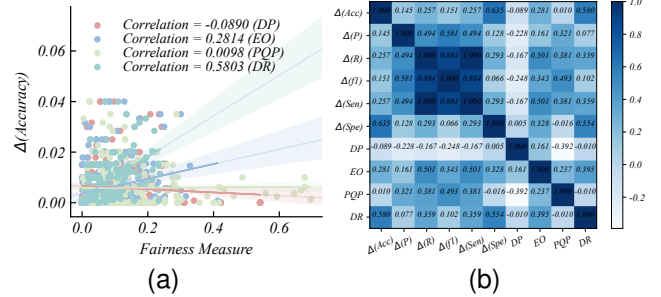 Correlation = -0.0890 (DP)
Correlation = 0.2814 (EO)
Correlation = 0.0098 (PQP)
Correlation = 0.5803 (DR)
Δ(Accuracy)
0.06
0.04
0.02
0.00
0.0 0.2 0.4 0.6
Fairness Measure
(a)
Δ(Acc) 1.000 0.145 0.257 0.151 0.257 0.635 -0.089 0.281 -0.010 0.580
Δ(P) 0.145 1.000 0.494 0.581 0.494 0.128 -0.228 0.161 0.321 0.077
Δ(R) 0.257 0.494 1.000 0.884 1.000 0.293 -0.167 0.501 0.381 0.359
Δ(f1) 0.151 0.581 0.884 1.000 0.884 0.066 -0.248 0.343 0.493 0.102
Δ(Sen) 0.257 0.494 1.000 0.884 1.000 0.293 -0.167 0.501 0.381 0.359
Δ(Spe) 0.635 0.128 0.293 0.066 0.293 1.000 0.005 0.328 -0.016 0.554
DP -0.089 -0.228 -0.167 -0.248 -0.167 0.005 1.000 0.161 -0.392 -0.010
EO 0.281 0.161 0.501 0.343 0.501 0.328 0.161 1.000 0.237 0.395
PQP -0.010 0.321 0.381 0.493 0.381 -0.016 -0.392 0.237 1.000 -0.010
DR 0.580 0.077 0.359 0.102 0.359 0.554 -0.010 0.395 -0.010 1.000
Δ(Acc) Δ(P) Δ(R) Δ(f1) Δ(Sen) Δ(Spe) DP EO PQP DR
1.0
0.8
0.6
0.4
0.2
0.0
-0.2
(b)